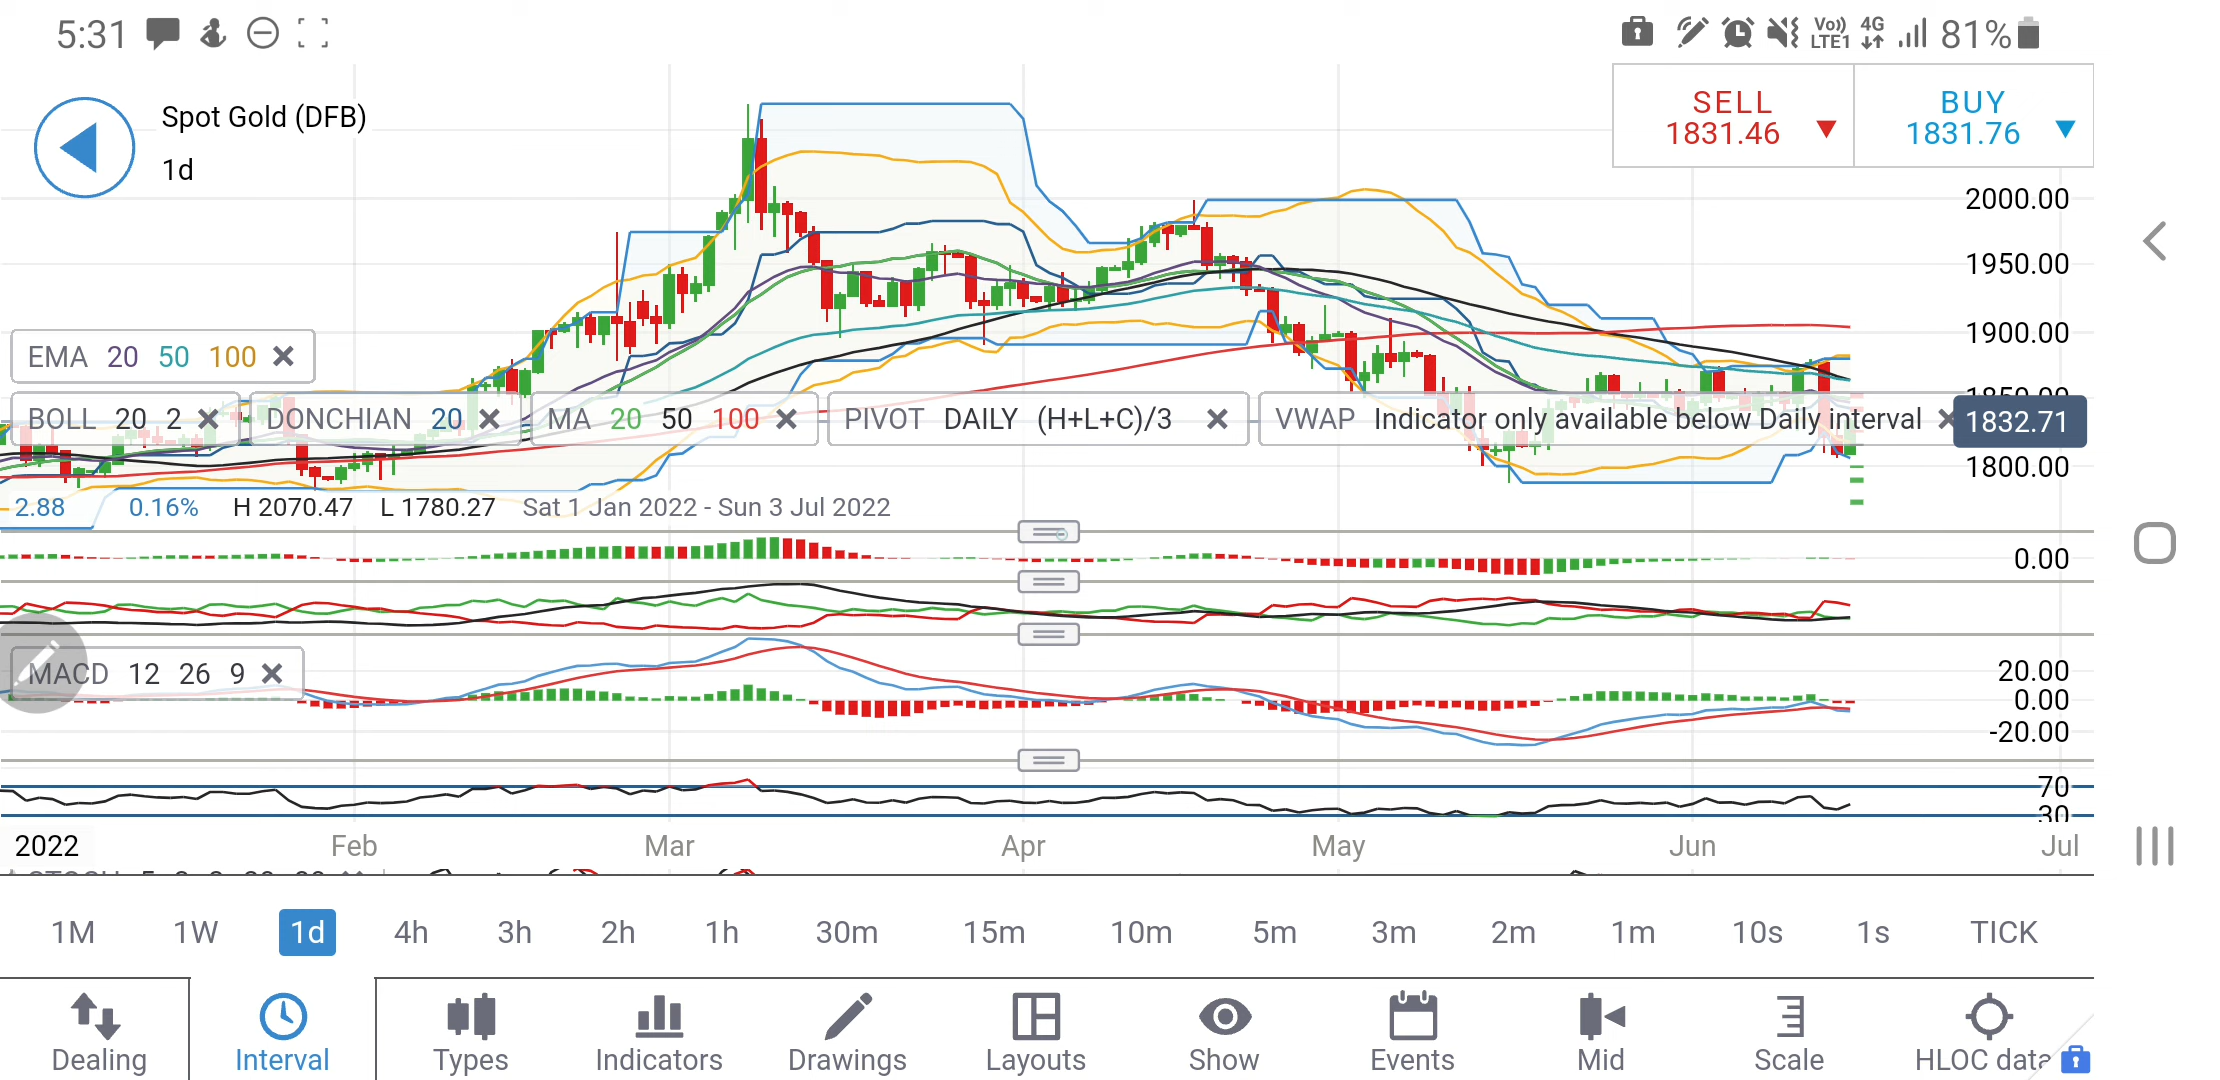 5:31
Vo)) LTE1 4G 81%
Spot Gold (DFB)
1d
SELL
1831.46
BUY
1831.76
2000.00
1950.00
1900.00
1832.71
1800.00
EMA 20 50 100
BOLL 20 2
DONCHIAN 20
MA 20 50 100
PIVOT DAILY (H+L+C)/3
VWAP Indicator only available below Daily Interval
2.88 0.16% H 2070.47 L 1780.27 Sat 1 Jan 2022 - Sun 3 Jul 2022
0.00
MACD 12 26 9
20.00
0.00
-20.00
70
30
2022 Feb Mar Apr May Jun Jul
1M 1W 1d 4h 3h 2h 1h 30m 15m 10m 5m 3m 2m 1m 10s 1s TICK
Dealing Interval Types Indicators Drawings Layouts Show Events Mid Scale HLOC data